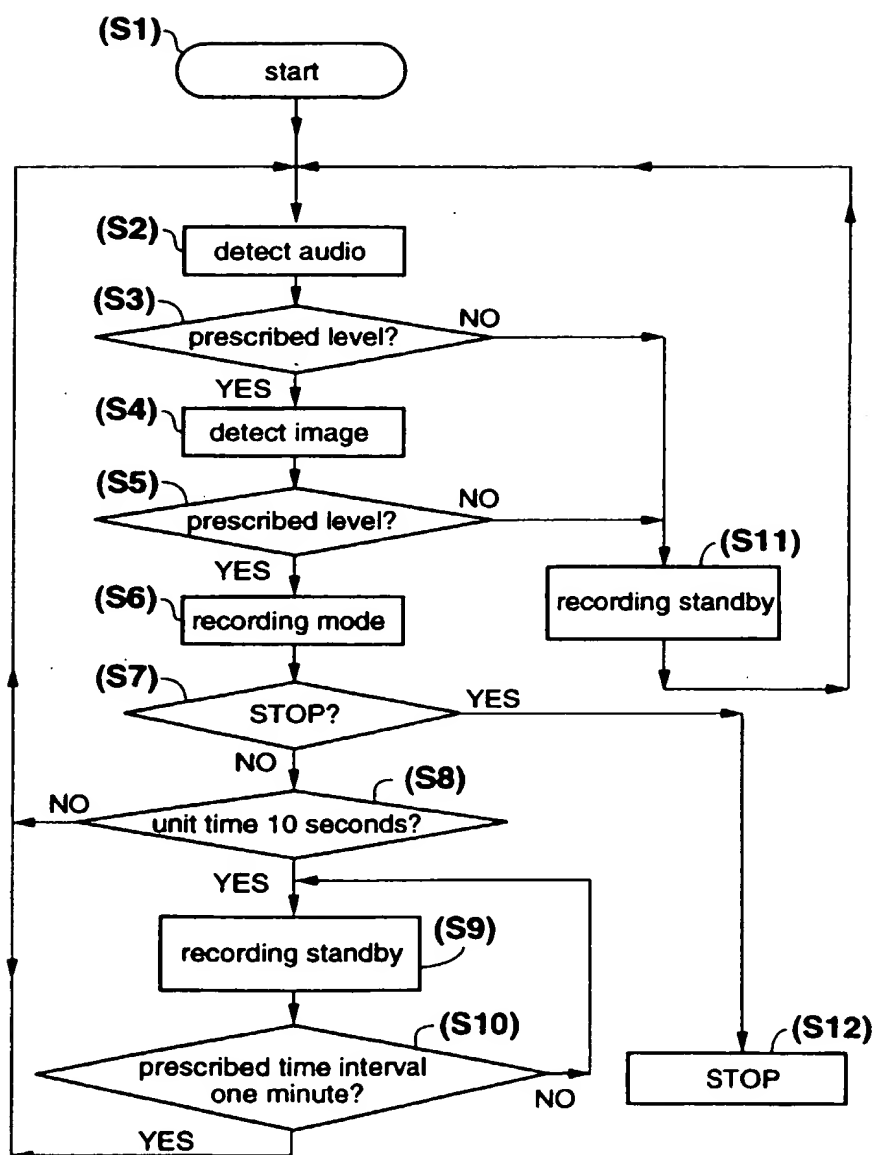 (S1)
start
(S2)
detect audio
(S3)
prescribed level?
NO
YES
(S4)
detect image
(S5)
prescribed level?
NO
YES
(S11)
recording standby
(S6)
recording mode
(S7)
STOP?
YES
NO
(S8)
unit time 10 seconds?
NO
YES
recording standby
(S9)
(S10)
prescribed time interval
one minute?
NO
YES
(S12)
STOP